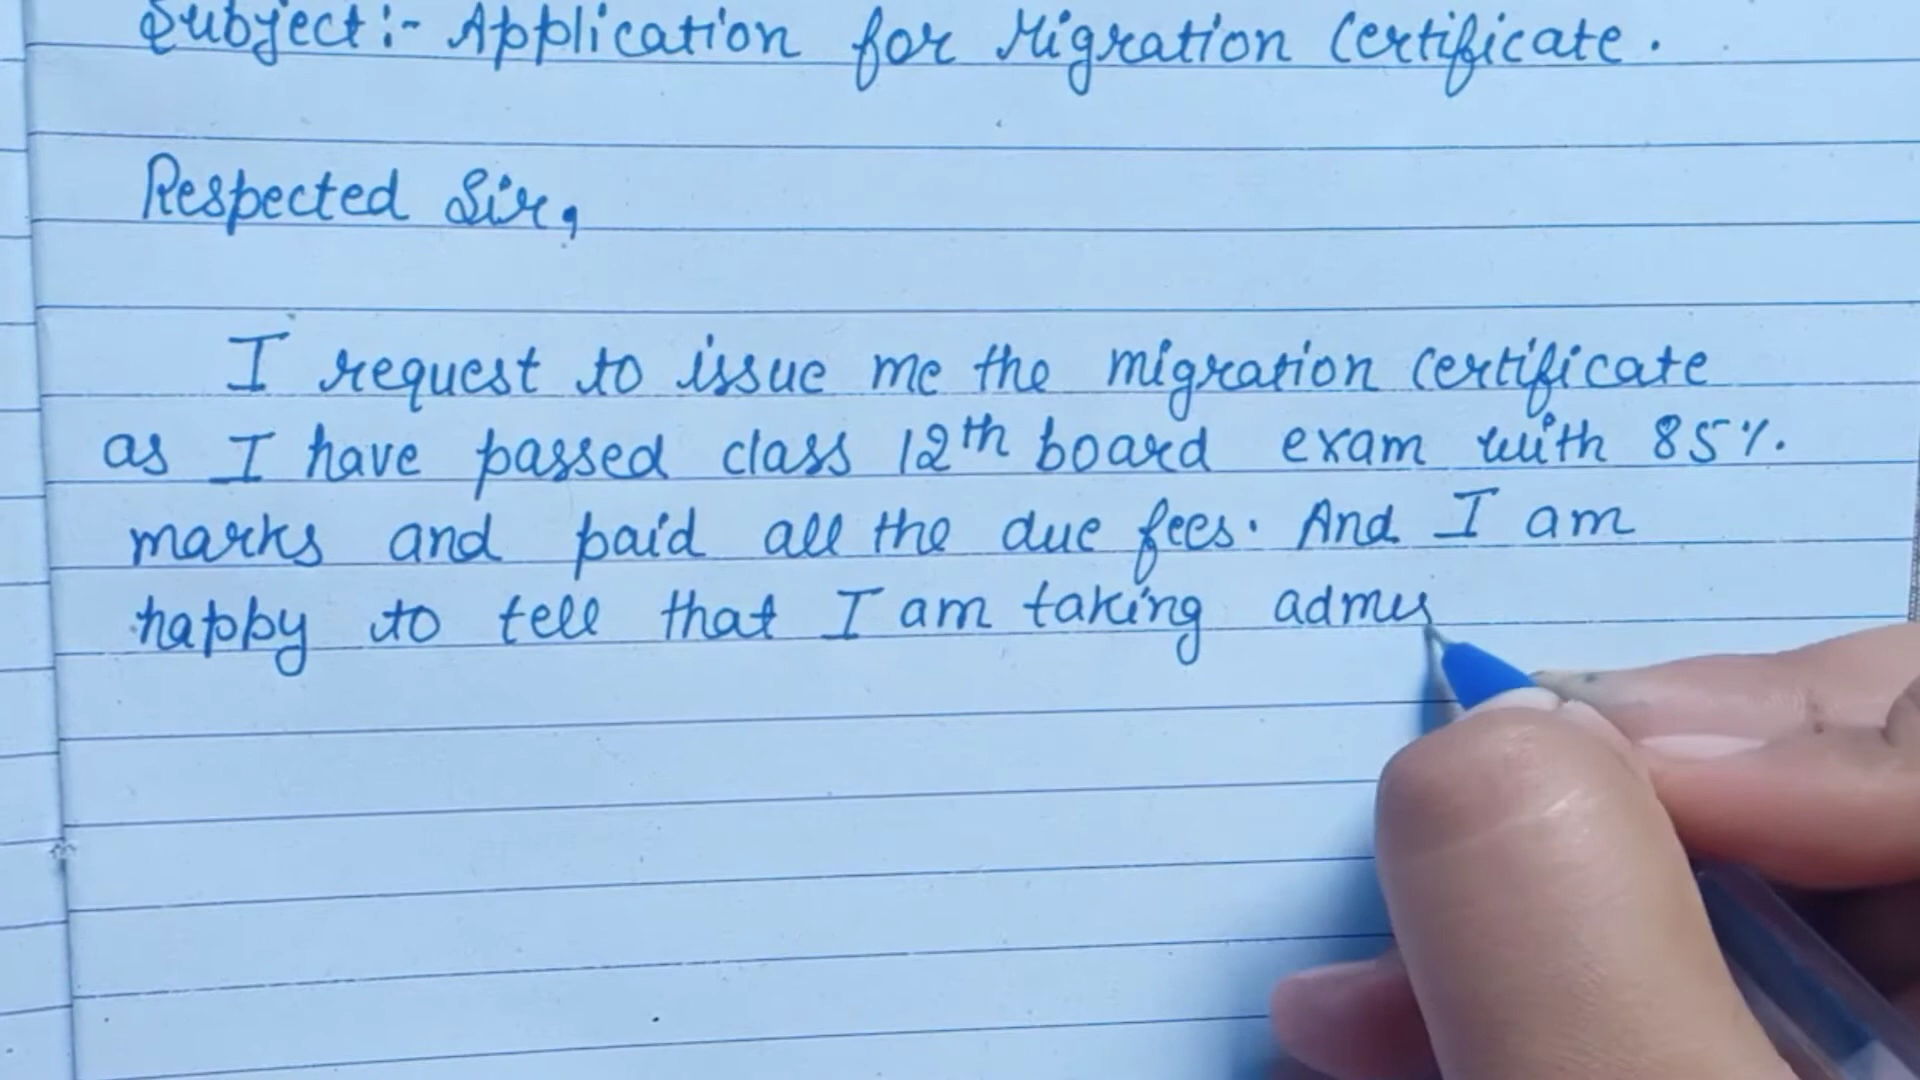 Subject:- Application for Migration Certificate.
Respected Sir,
I request to issue me the migration certificate
as I have passed class 12th board exam with 85%.
marks and paid all the due fees. And I am
happy to tell that I am taking admis